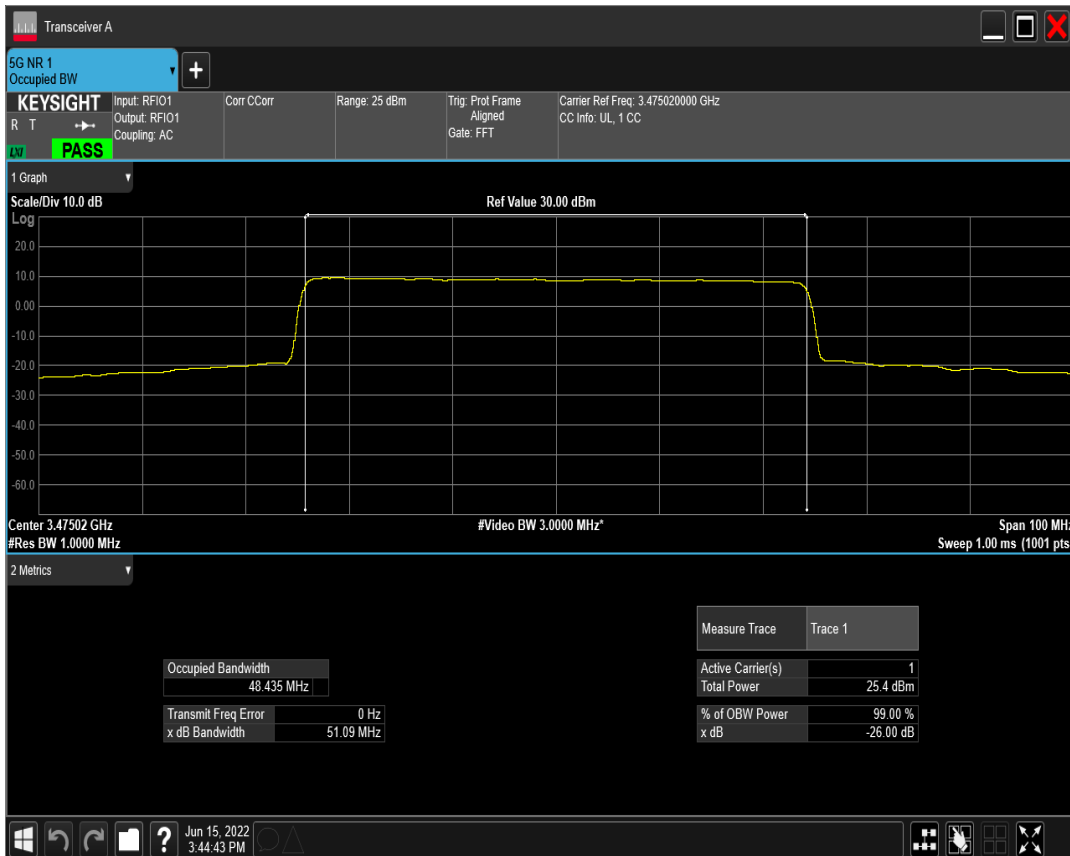 Transceiver A
5G NR 1
Occupied BW
+
KEYSIGHT
R T
LXI
PASS
Input: RFIO1
Output: RFIO1
Coupling: AC
Corr CCorr
Range: 25 dBm
Trig: Prot Frame
Aligned
Gate: FFT
Carrier Ref Freq: 3.475020000 GHz
CC Info: UL, 1 CC
1 Graph
Scale/Div 10.0 dB
Ref Value 30.00 dBm
Log
20.0
10.0
0.00
-10.0
-20.0
-30.0
-40.0
-50.0
-60.0
Center 3.47502 GHz
#Video BW 3.0000 MHz*
Span 100 MHz
#Res BW 1.0000 MHz
Sweep 1.00 ms (1001 pts
2 Metrics
Measure Trace Trace 1
Occupied Bandwidth
48.435 MHz
Active Carrier(s) 1
Total Power 25.4 dBm
Transmit Freq Error 0 Hz
x dB Bandwidth 51.09 MHz
% of OBW Power 99.00 %
x dB -26.00 dB
?
Jun 15, 2022
3:44:43 PM